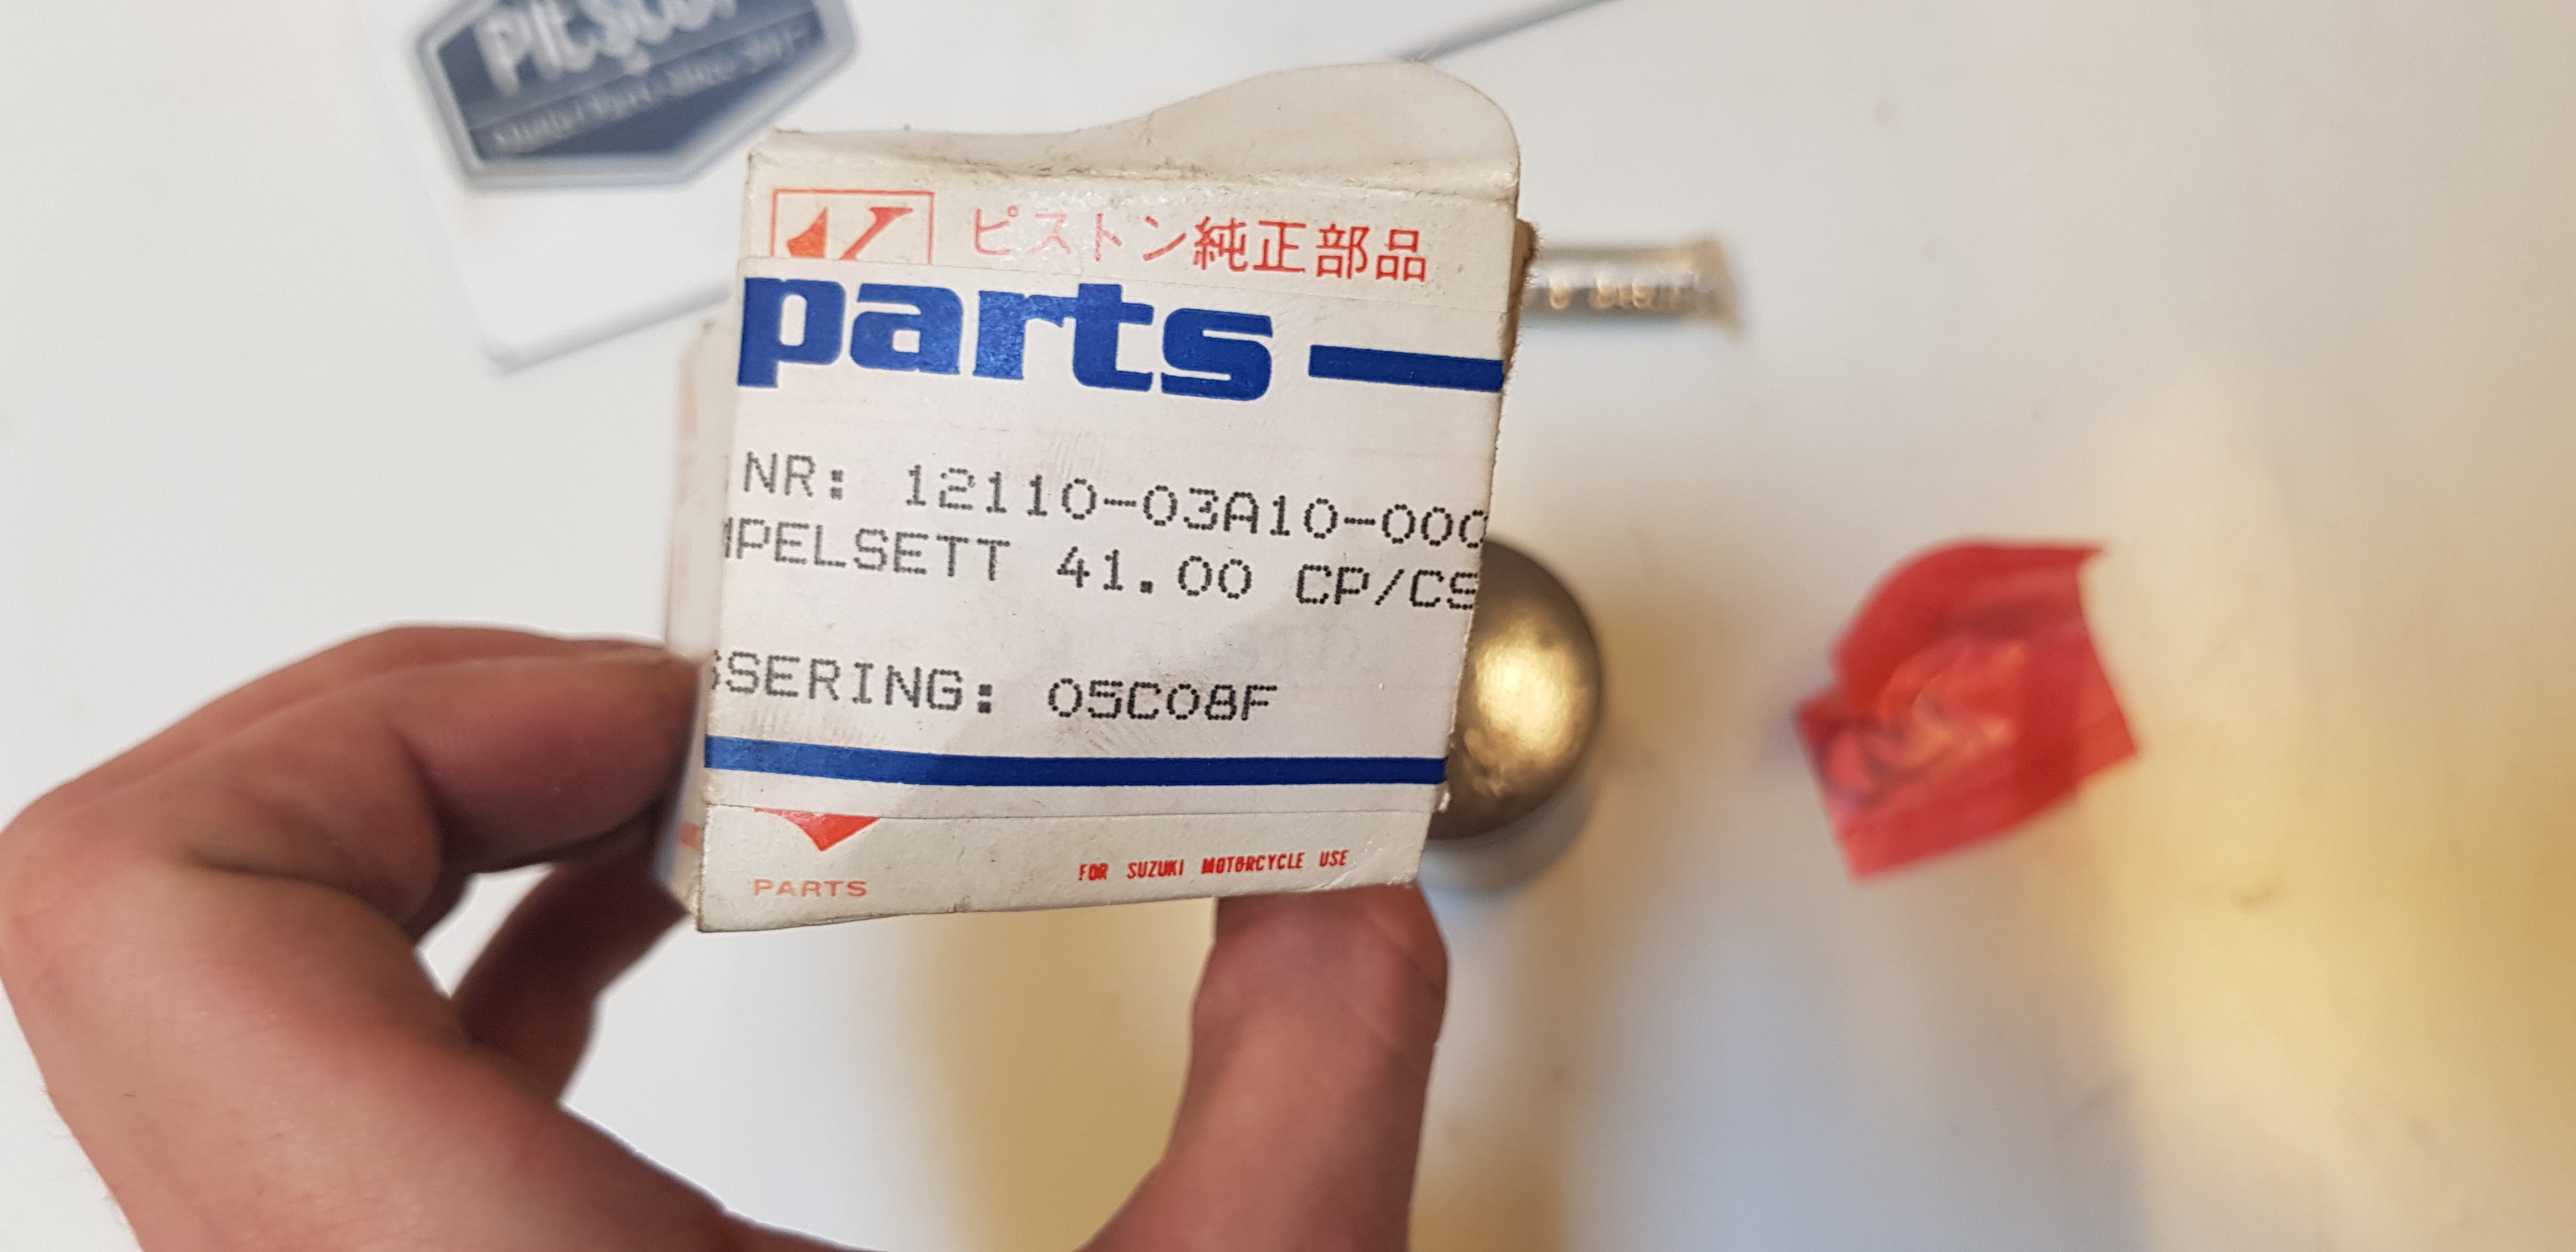 Pitstop
ピストン純正部品
parts
NR: 12110-03A10-000
MPELSETT 41.00 CP/CS
SSERING: 05C08F
PARTS
FOR SUZUKI MOTORCYCLE USE